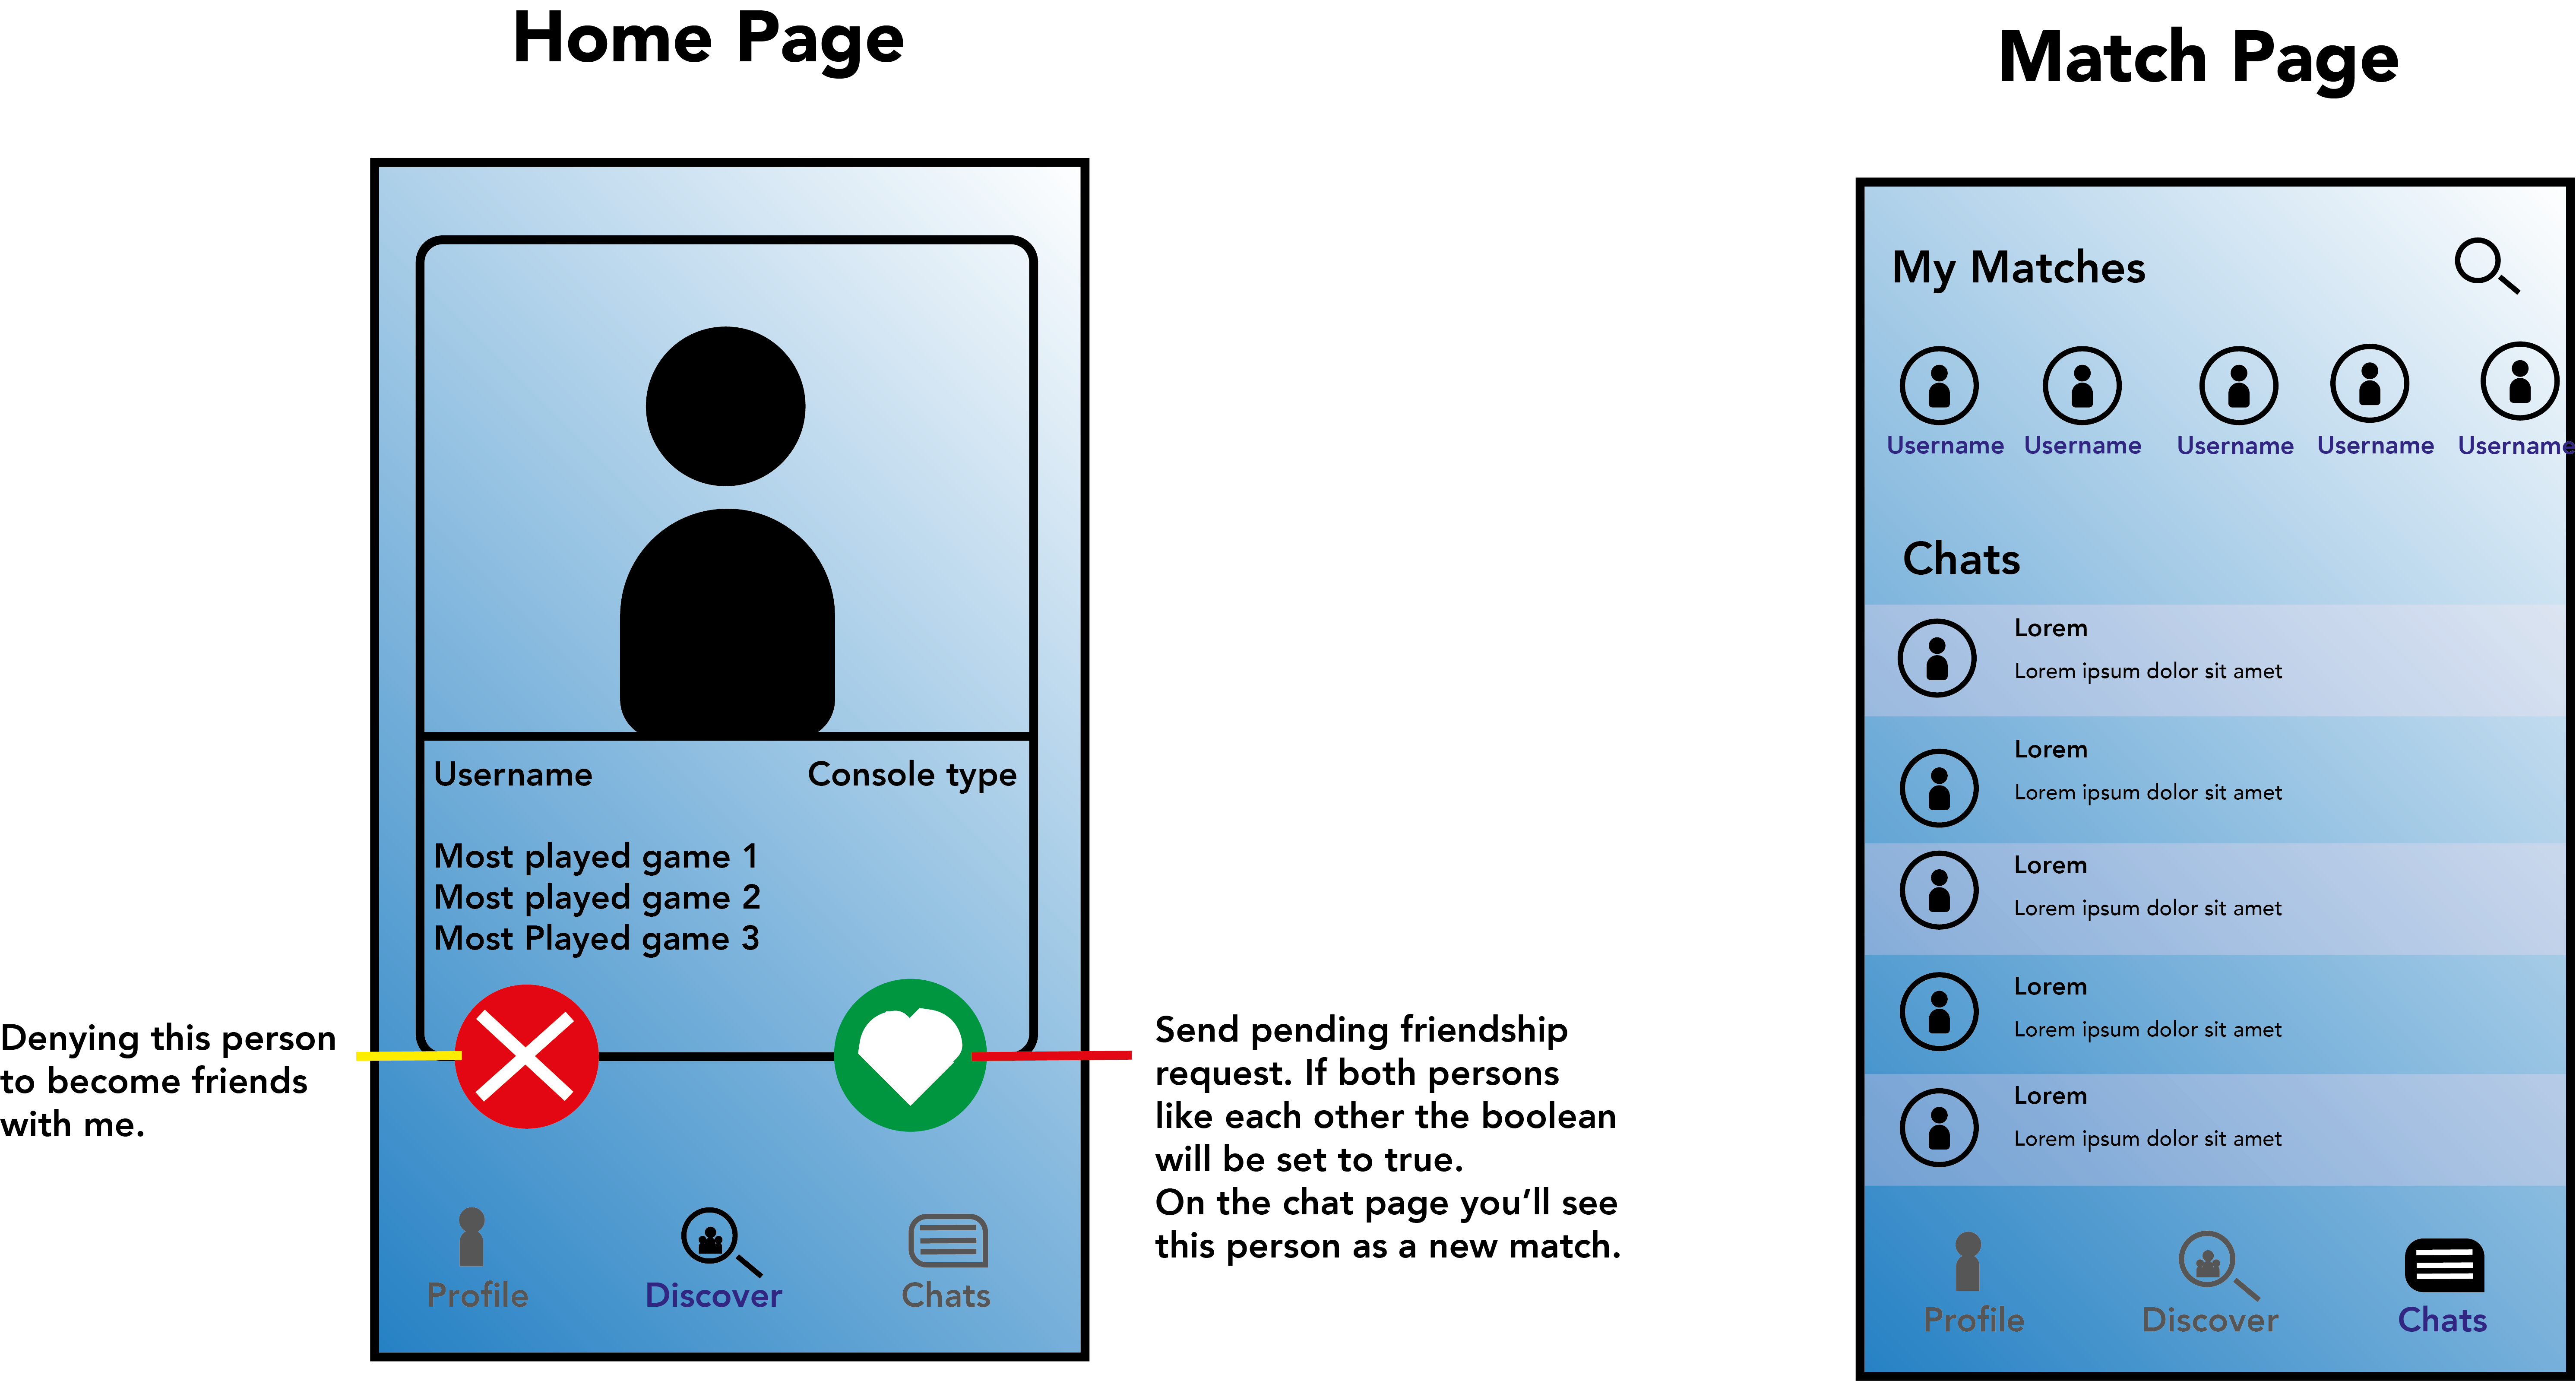 Home Page
Username
Console type
Most played game 1
Most played game 2
Most Played game 3
Denying this person
to become friends
with me.
Send pending friendship
request. If both persons
like each other the boolean
will be set to true.
On the chat page you’ll see
this person as a new match.
Profile
Discover
Chats
Match Page
My Matches
Username
Username
Username
Username
Username
Chats
Lorem
Lorem ipsum dolor sit amet
Lorem
Lorem ipsum dolor sit amet
Lorem
Lorem ipsum dolor sit amet
Lorem
Lorem ipsum dolor sit amet
Lorem
Lorem ipsum dolor sit amet
Profile
Discover
Chats